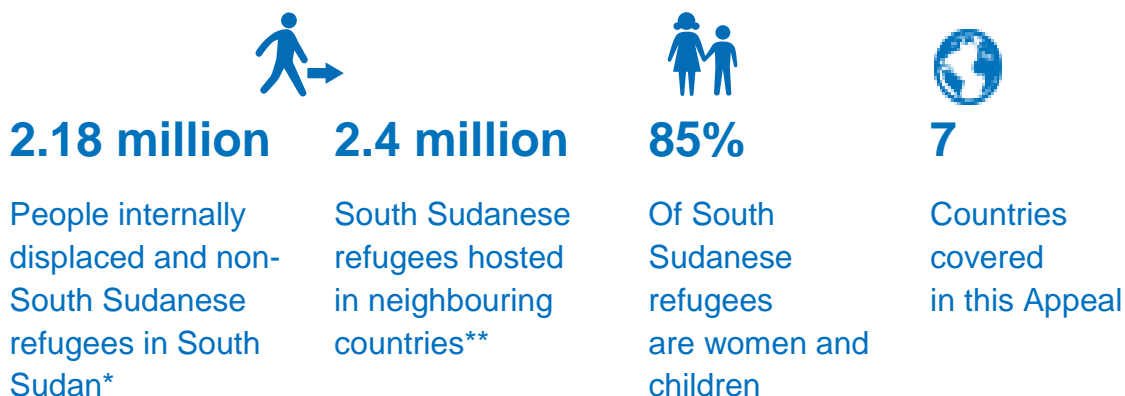 2.18 million
People internally
displaced and non-
South Sudanese
refugees in South
Sudan*
2.4 million
South Sudanese
refugees hosted
in neighbouring
countries**
85%
Of South
Sudanese
refugees
are women and
children
7
Countries
covered
in this Appeal